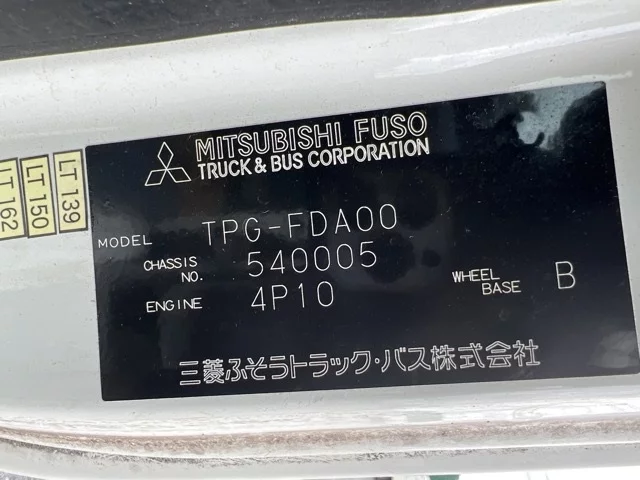 MITSUBISHI FUSO
TRUCK & BUS CORPORATION
LT 162
LT 150
LT 139
MODEL TPG-FDA00
CHASSIS NO. 540005
ENGINE 4P10
WHEEL BASE B
三菱ふそうトラック・バス株式会社